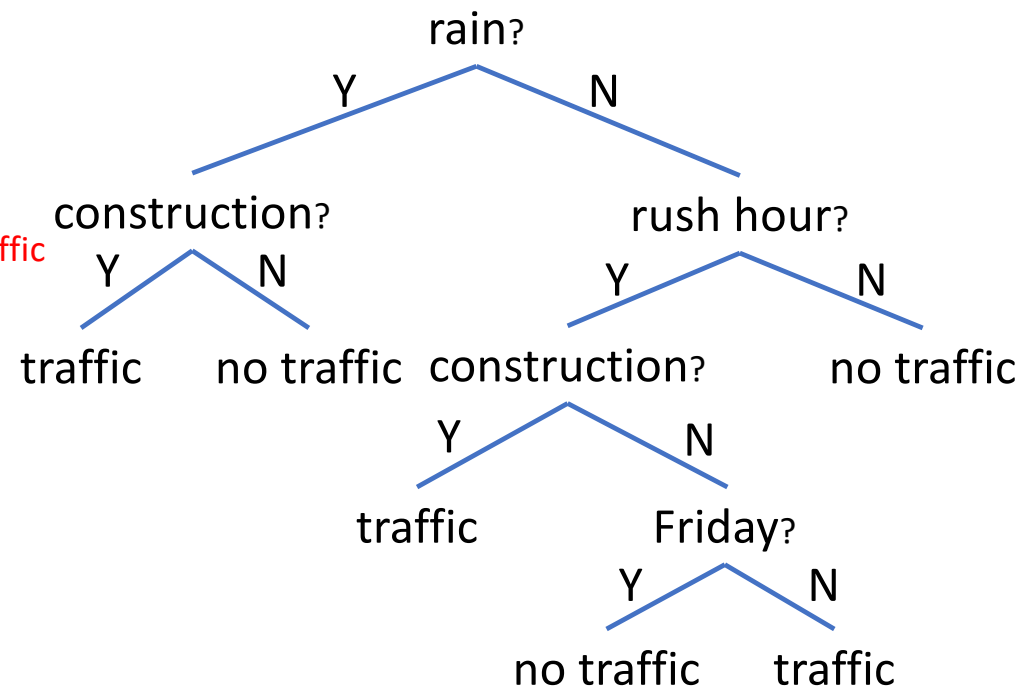 rain?
Y N
construction? rush hour?
ffic
Y N Y N
traffic no traffic construction? no traffic
Y N
traffic Friday?
Y N
no traffic traffic